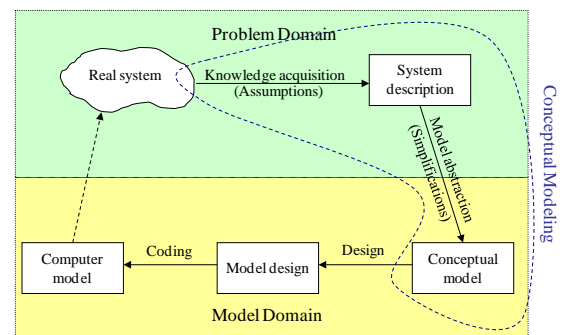 Problem Domain
Real system
Knowledge acquisition
(Assumptions)
System
description
Model abstraction
(Simplifications)
Conceptual Modeling
Computer
model
Coding
Model design
Design
Conceptual
model
Model Domain